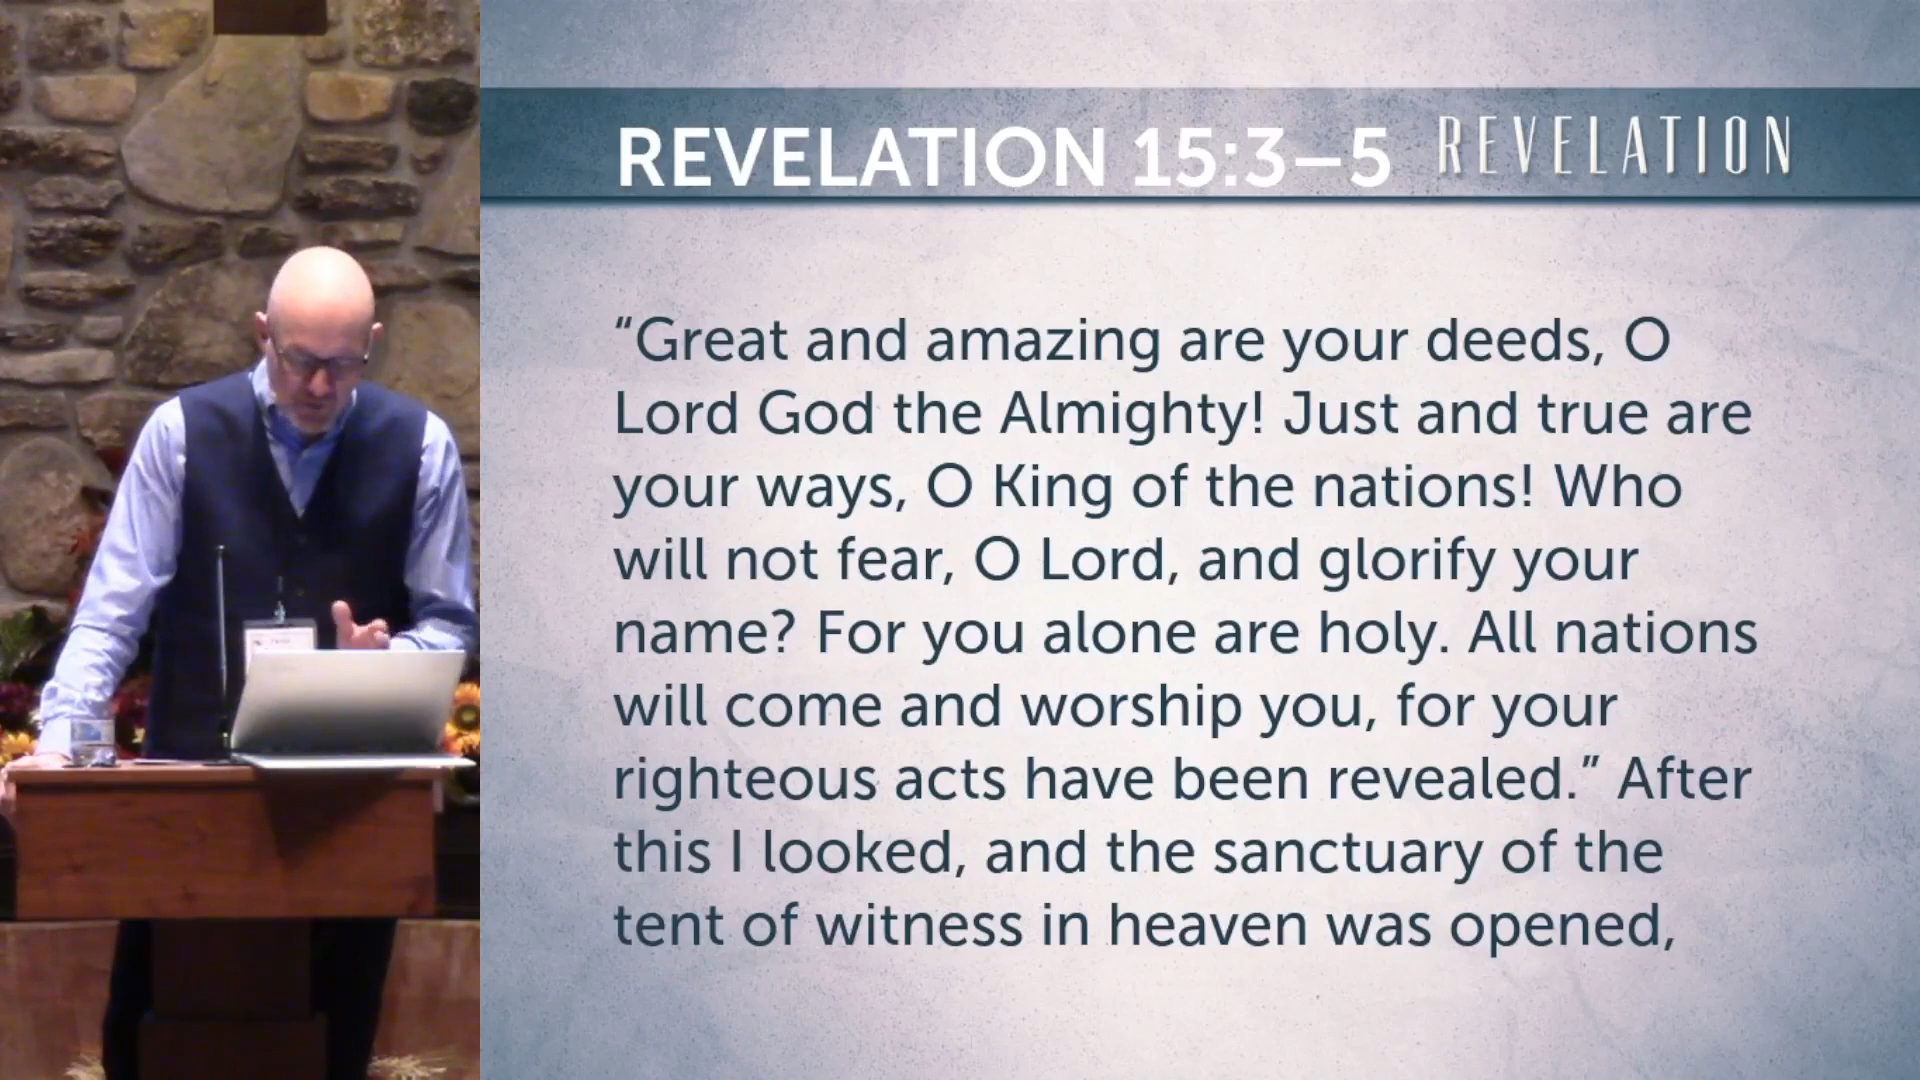 REVELATION 15:3–5
REVELATION
“Great and amazing are your deeds, O
Lord God the Almighty! Just and true are
your ways, O King of the nations! Who
will not fear, O Lord, and glorify your
name? For you alone are holy. All nations
will come and worship you, for your
righteous acts have been revealed.” After
this I looked, and the sanctuary of the
tent of witness in heaven was opened,